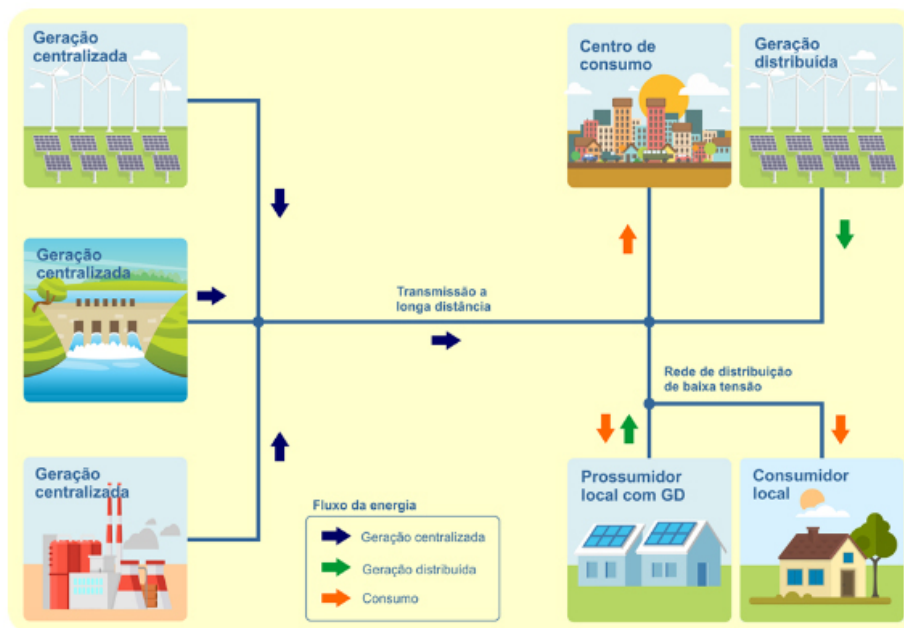 Geração
centralizada
Centro de
consumo
Geração
distribuída
Geração
centralizada
Transmissão a
longa distância
Rede de distribuição
de baixa tensão
Geração
centralizada
Prossumidor
local com GD
Consumidor
local
Fluxo da energia
Geração centralizada
Geração distribuída
Consumo